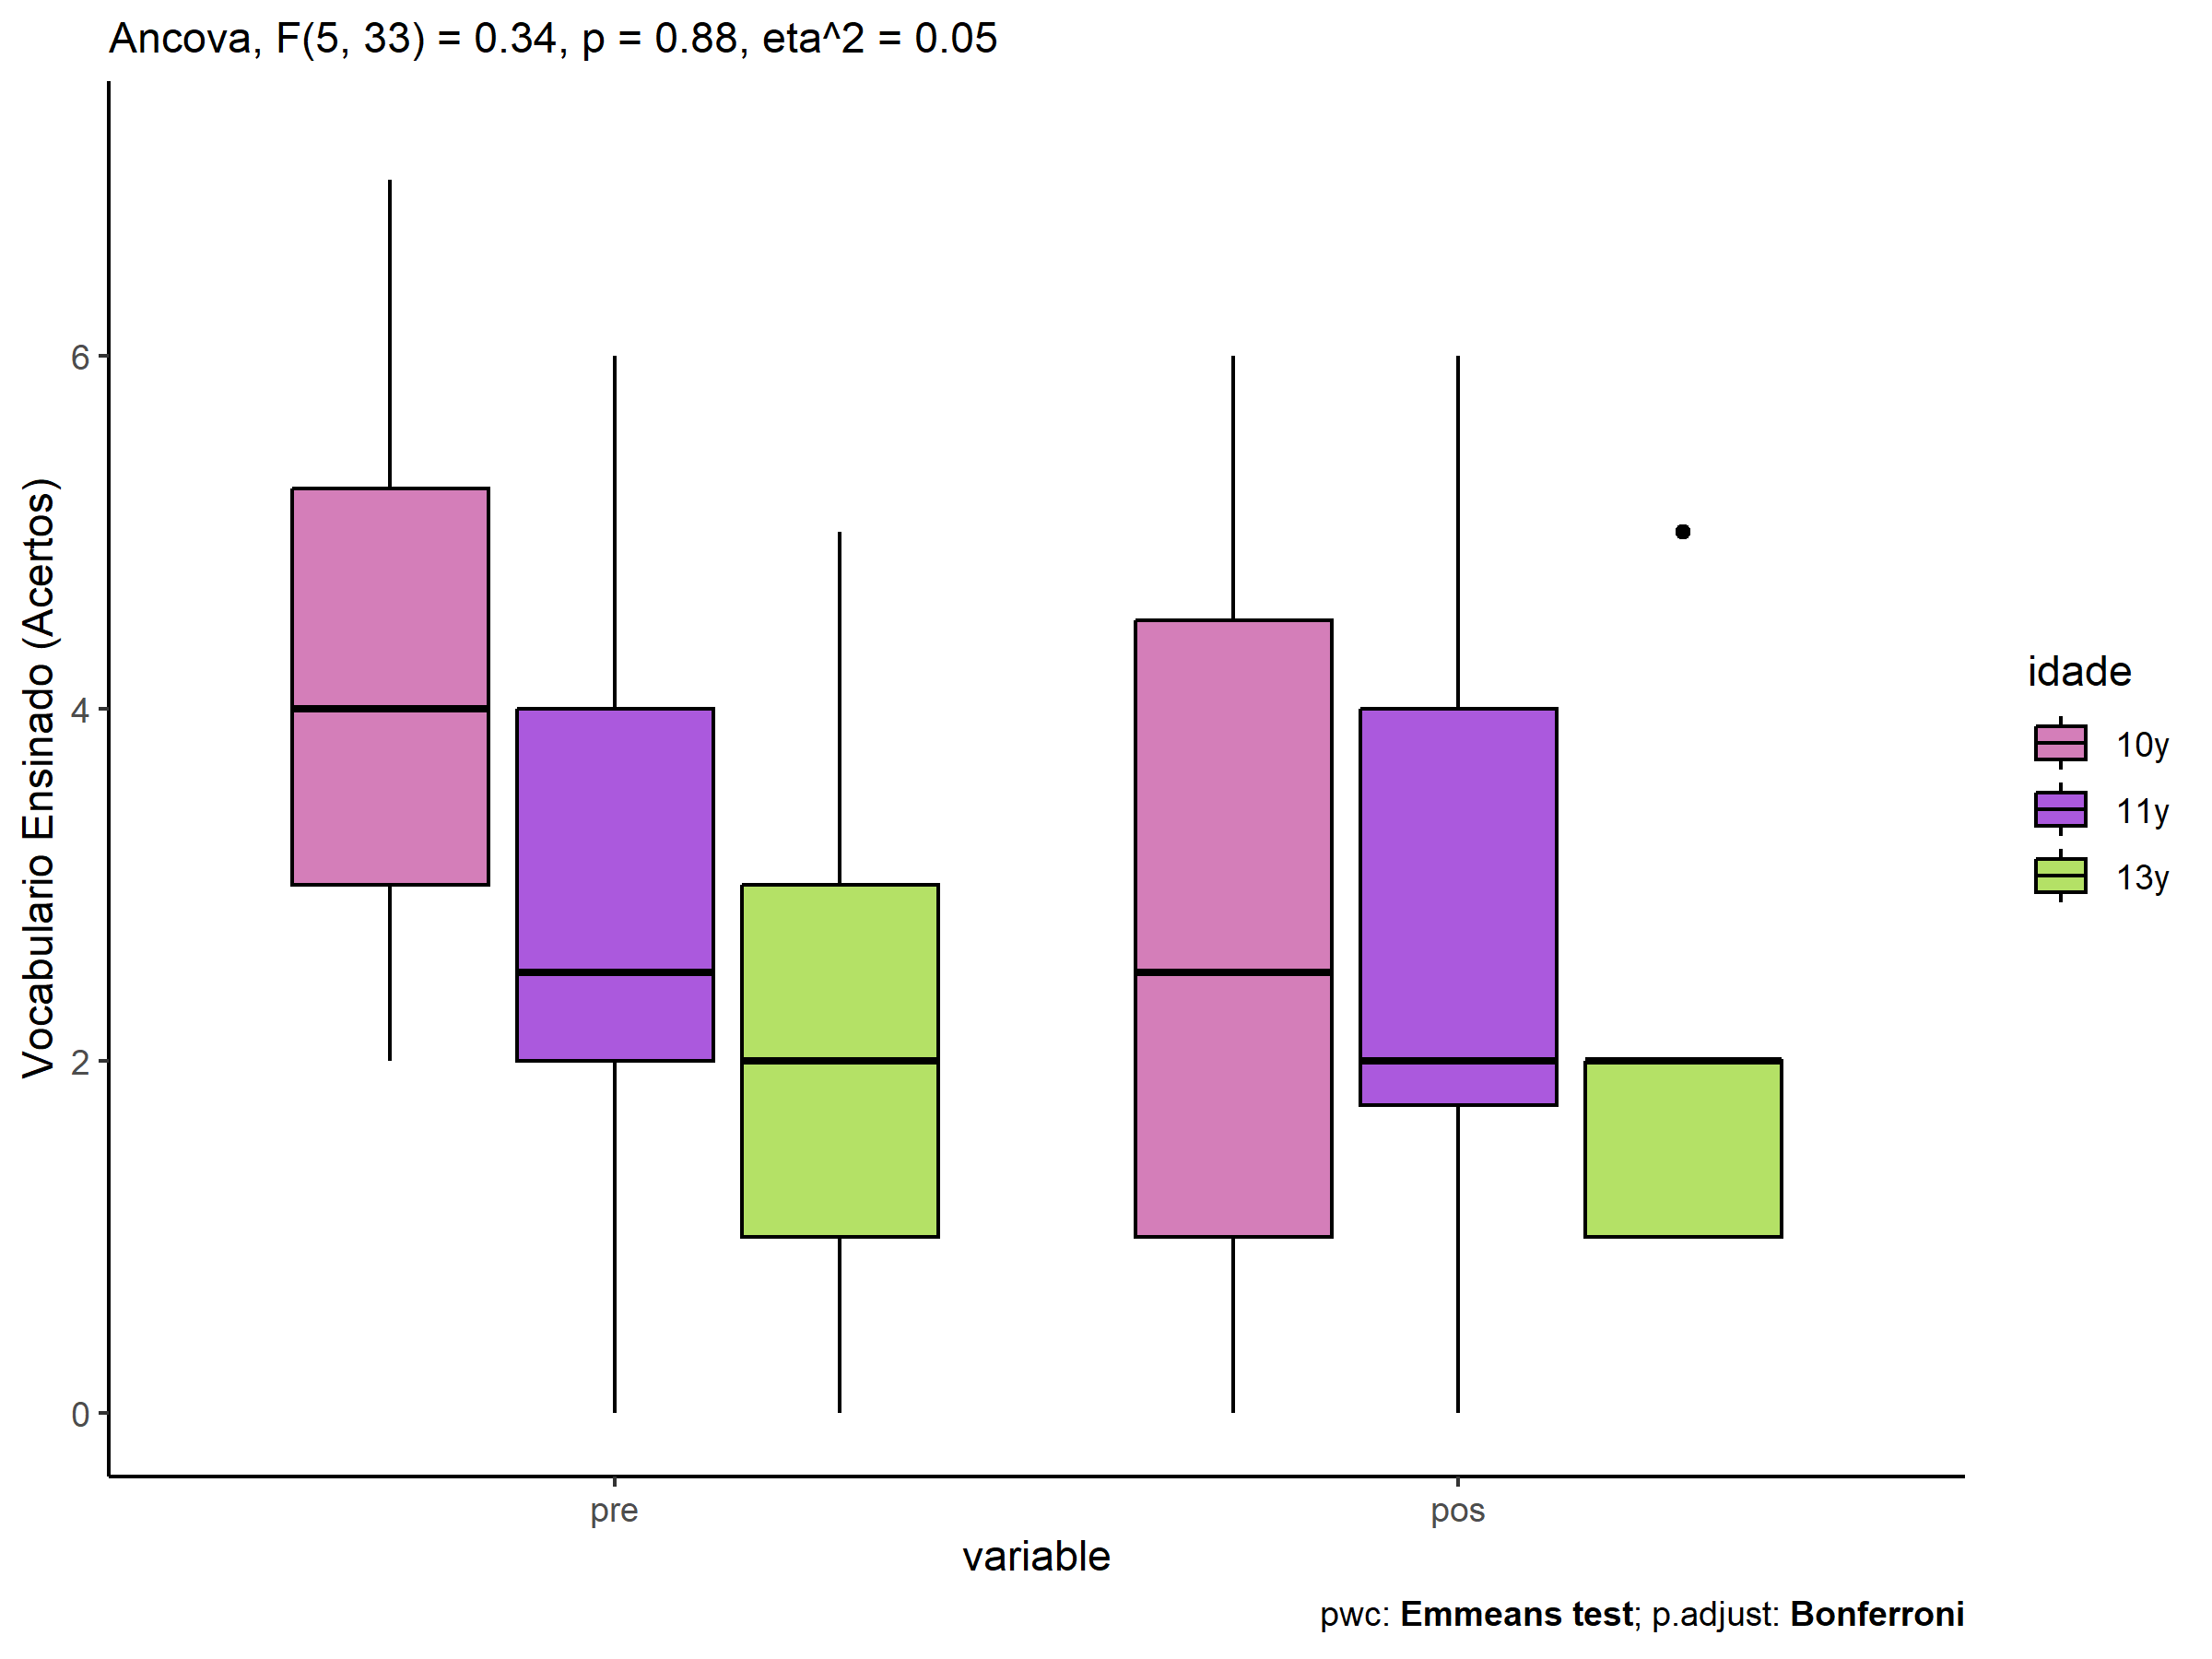 Ancova, F(5, 33) = 0.34, p = 0.88, eta^2 = 0.05
Vocabulario Ensinado (Acertos)
6
4
2
0
pre
pos
variable
idade
10y
11y
13y
pwc: Emmeans test; p.adjust: Bonferroni